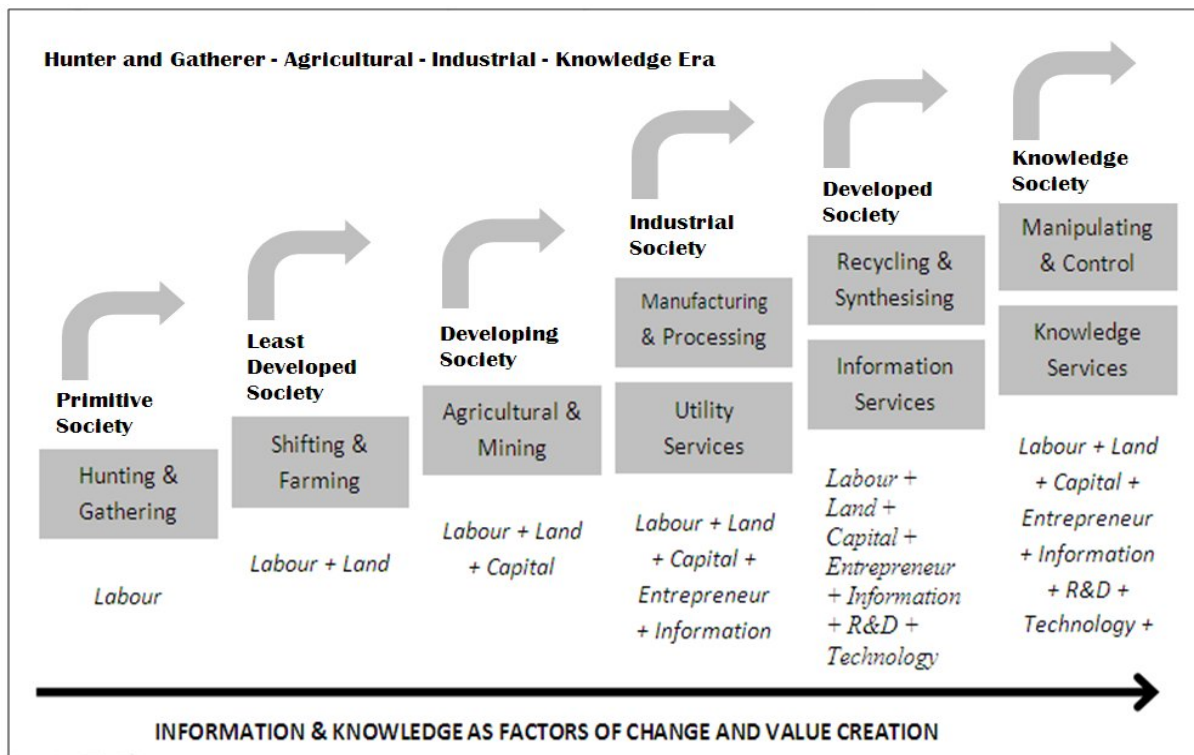 Hunter and Gatherer - Agricultural - Industrial - Knowledge Era
Primitive
Society
Hunting &
Gathering
Labour
Least
Developed
Society
Shifting &
Farming
Labour + Land
Developing
Society
Agricultural &
Mining
Labour + Land
+ Capital
Industrial
Society
Manufacturing
& Processing
Utility
Services
Labour + Land
+ Capital +
Entrepreneur
+ Information
Developed
Society
Recycling &
Synthesising
Information
Services
Labour +
Land +
Capital +
Entrepreneur
+ Information
+ R&D +
Technology
Knowledge
Society
Manipulating
& Control
Knowledge
Services
Labour + Land
+ Capital +
Entrepreneur
+ Information
+ R&D +
Technology +
INFORMATION & KNOWLEDGE AS FACTORS OF CHANGE AND VALUE CREATION